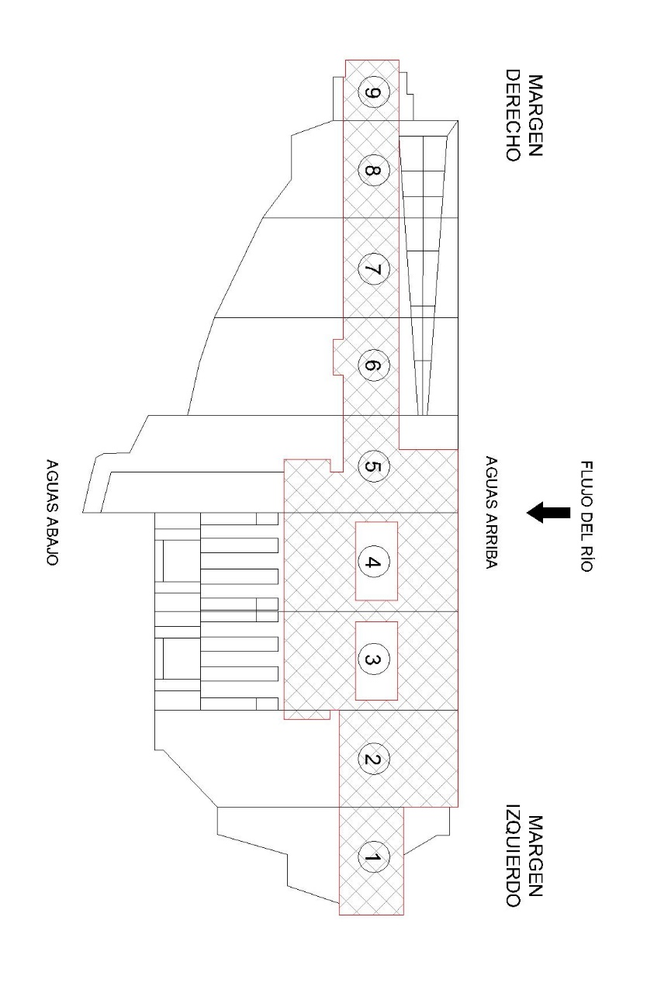 FLUJO DEL RÍO
MARGEN
DERECHO
AGUAS ARRIBA
MARGEN
IZQUIERDO
9
8
7
6
5
4
3
2
1
AGUAS ABAJO